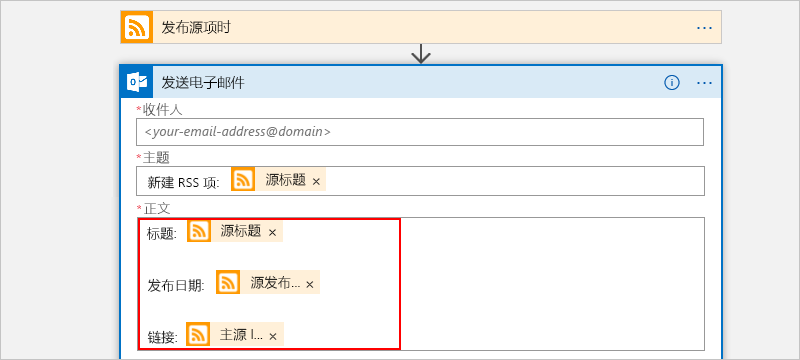 发布源项时 ...
发送电子邮件 ...
*收件人
<your-email-address@domain>
*主题
新建 RSS 项: 源标题 ×
*正文
标题: 源标题 ×
发布日期: 源发布... ×
链接: 主源 l... ×